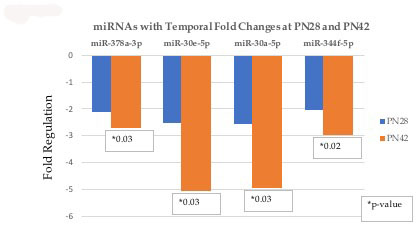 miRNAs with Temporal Fold Changes at PN28 and PN42
miR-378a-3p miR-30e-5p miR-30a-5p miR-344f-5p
0
-1
-2
-3
-4
-5
-6
Fold Regulation
*0.03
*0.03
*0.03
*0.02
PN28
PN42
*p-value